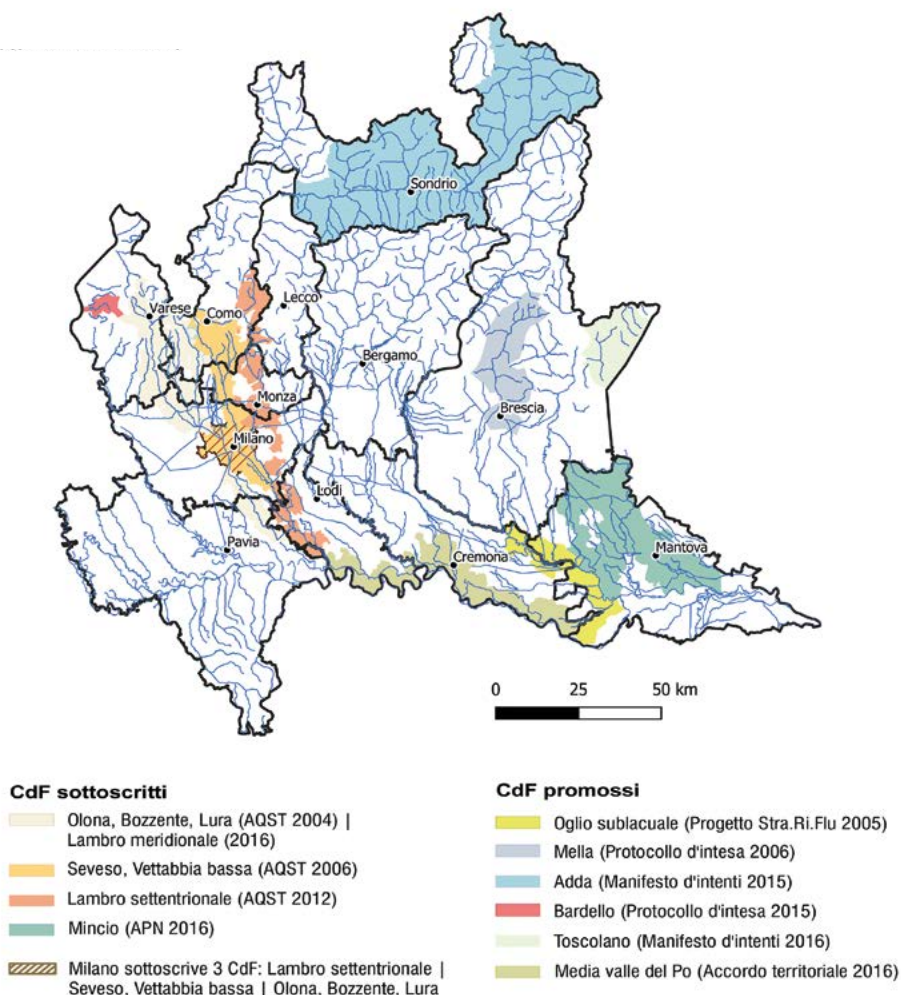 Sondrio
Varese
Como
Lecco
Bergamo
Monza
Brescia
Milano
Lodi
Pavia
Cremona
Mantova
0 25 50 km
CdF sottoscritti
Olona, Bozzente, Lura (AQST 2004) |
Lambro meridionale (2016)
Seveso, Vettabbia bassa (AQST 2006)
Lambro settentrionale (AQST 2012)
Mincio (APN 2016)
Milano sottoscrive 3 CdF: Lambro settentrionale |
Seveso, Vettabbia bassa | Olona, Bozzente, Lura
CdF promossi
Oglio sublacuale (Progetto Stra.Ri.Flu 2005)
Mella (Protocollo d'intesa 2006)
Adda (Manifesto d'intenti 2015)
Bardello (Protocollo d'intesa 2015)
Toscolano (Manifesto d'intenti 2016)
Media valle del Po (Accordo territoriale 2016)